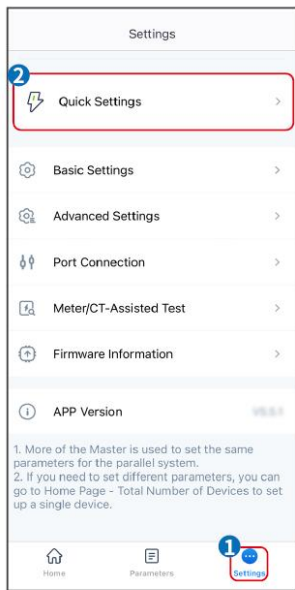 Settings
2
Quick Settings
Basic Settings
Advanced Settings
Port Connection
Meter/CT-Assisted Test
Firmware Information
APP Version
1. More of the Master is used to set the same
parameters for the parallel system.
2. If you need to set different parameters, you can
go to Home Page - Total Number of Devices to set
up a single device.
1
Home
Parameters
Settings